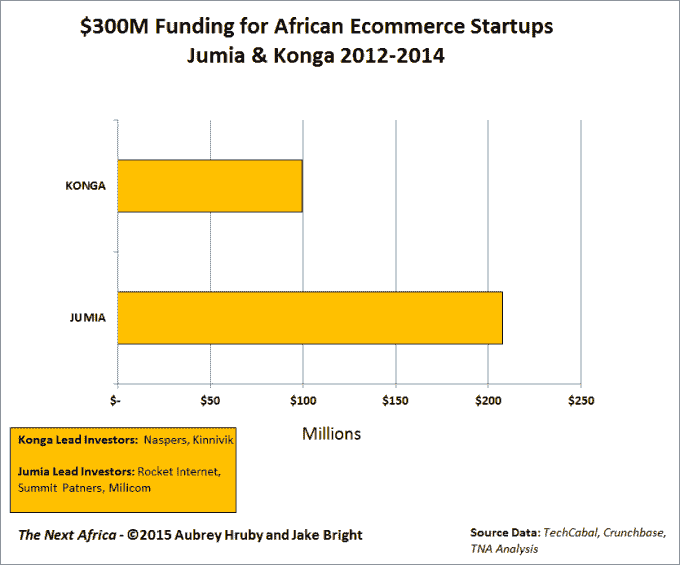 $300M Funding for African Ecommerce Startups
Jumia & Konga 2012-2014
KONGA
JUMIA
$- $50 $100 $150 $200 $250
Millions
Konga Lead Investors: Naspers, Kinnivik
Jumia Lead Investors: Rocket Internet,
Summit Patners, Milicom
The Next Africa - ©2015 Aubrey Hruby and Jake Bright
Source Data: TechCabal, Crunchbase,
TNA Analysis